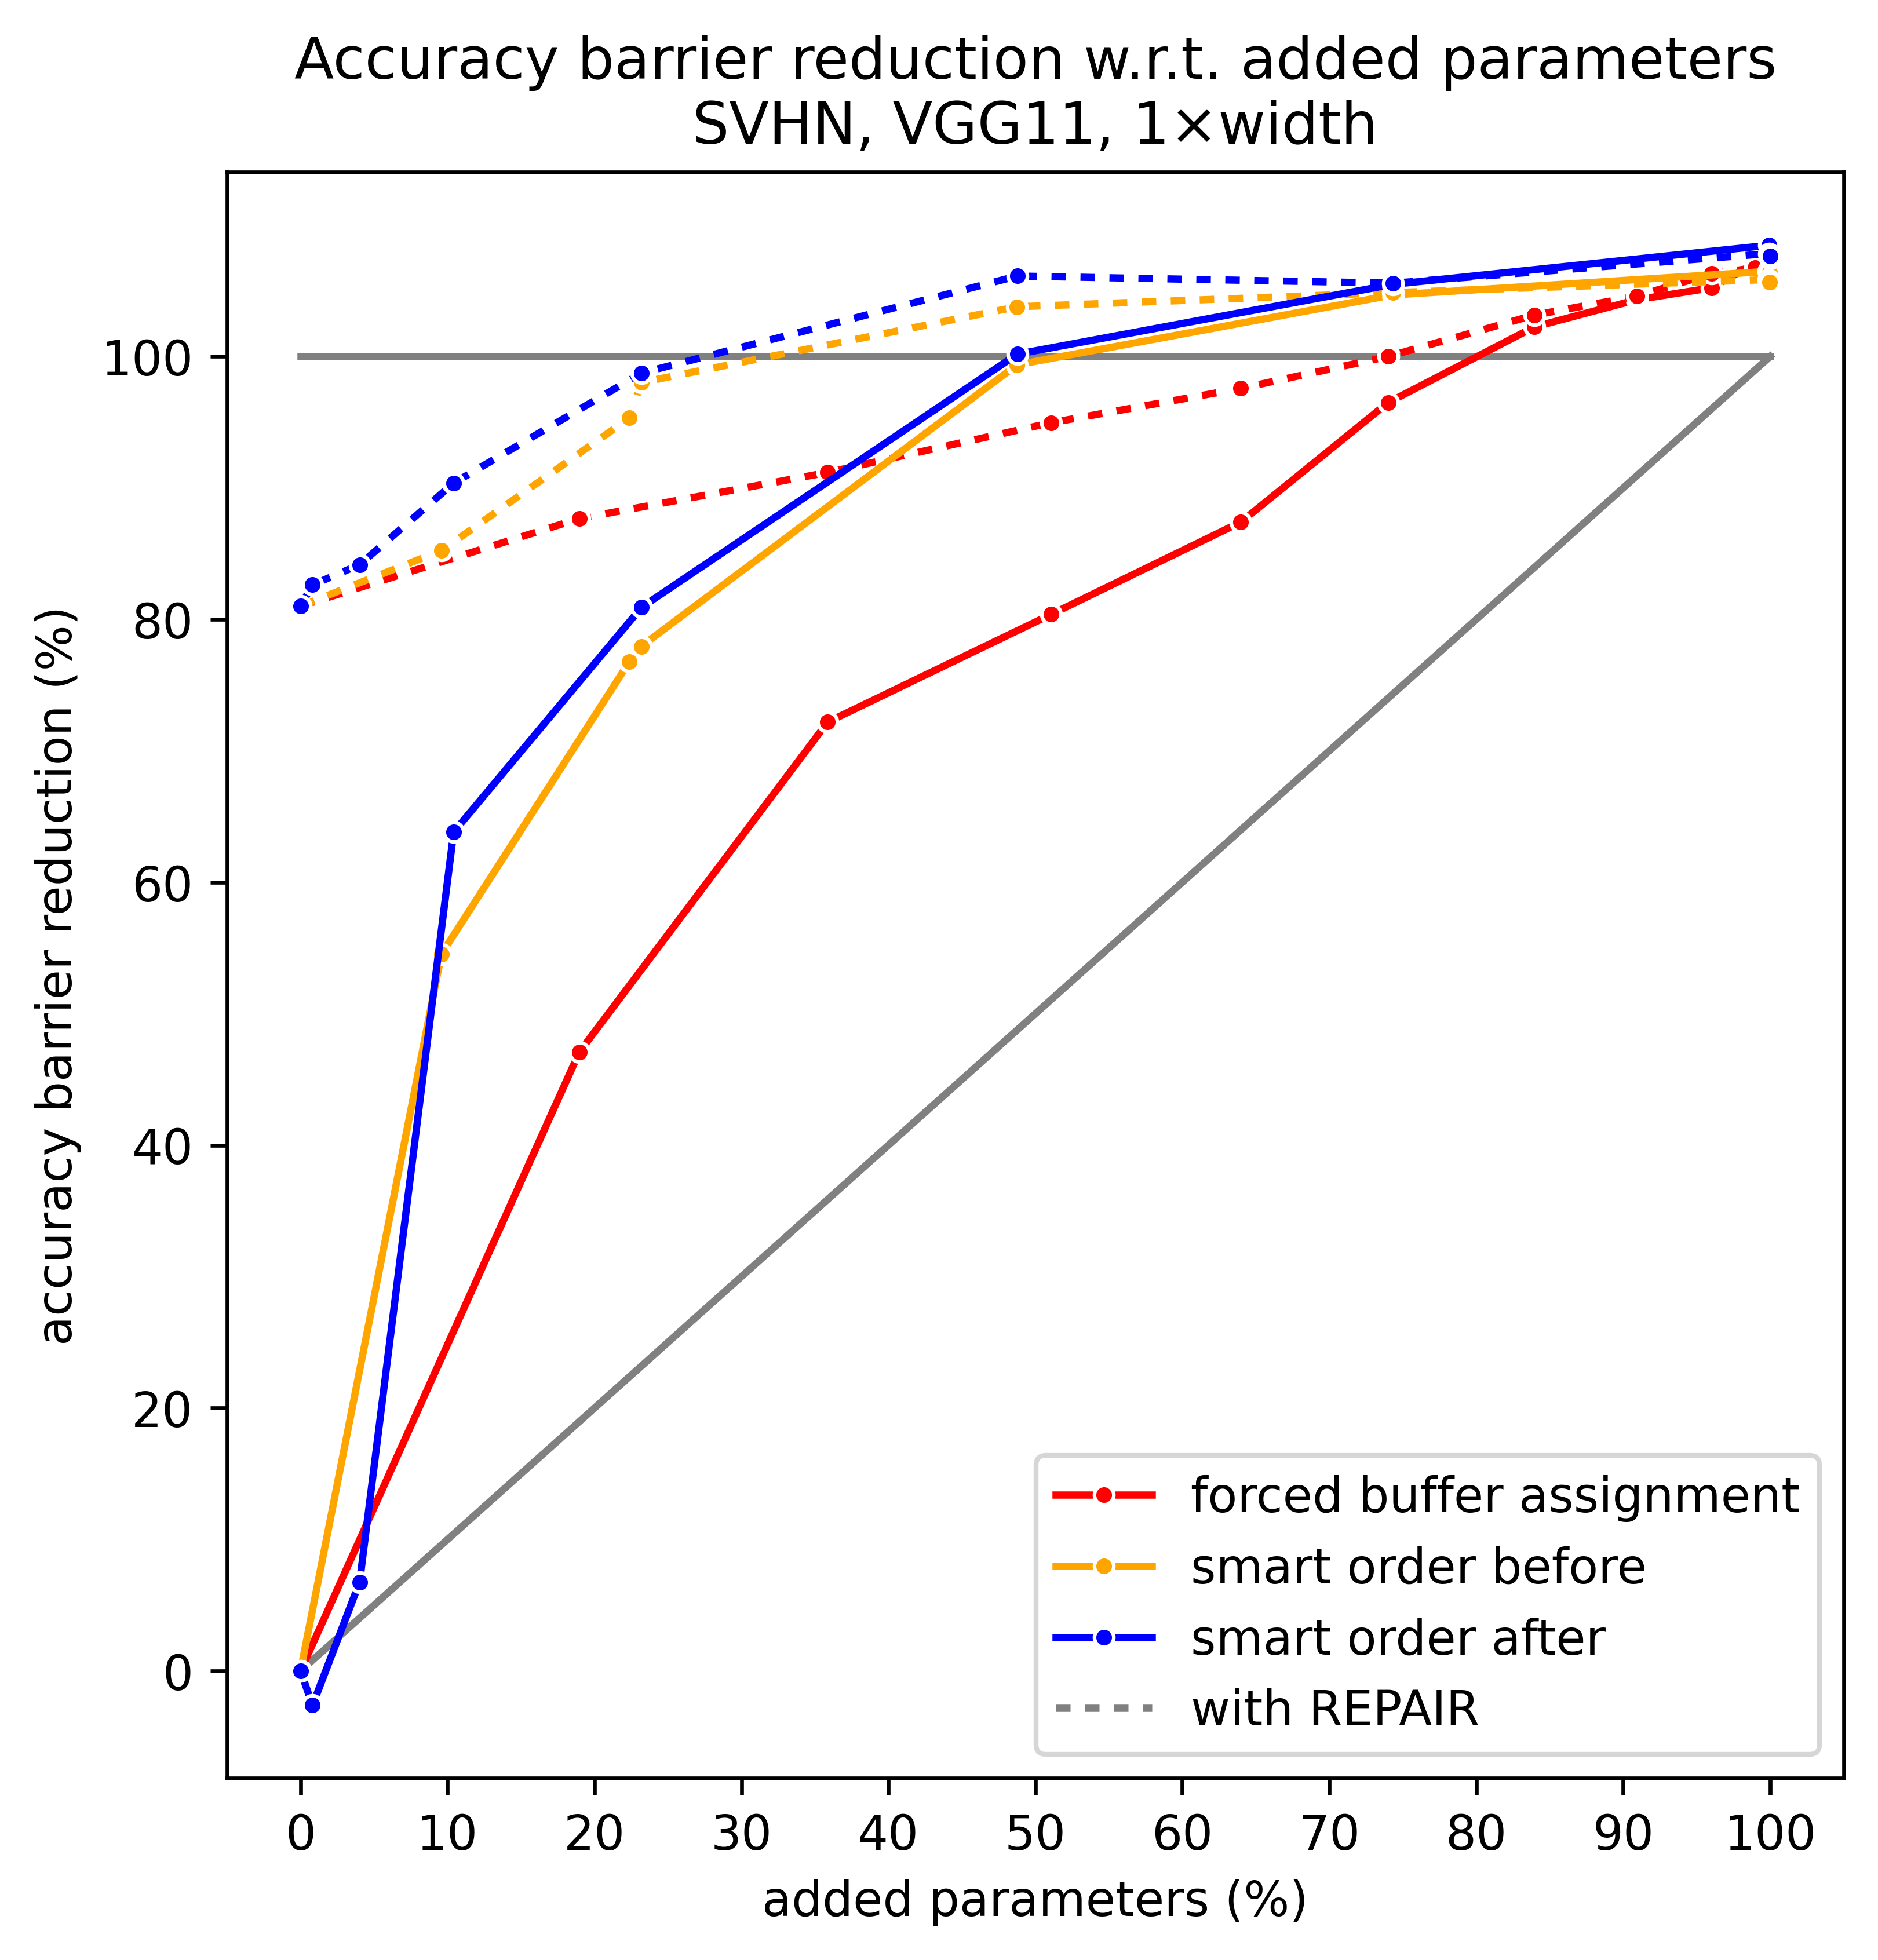 Accuracy barrier reduction w.r.t. added parameters
SVHN, VGG11, 1×width
accuracy barrier reduction (%)
100
80
60
40
20
0
forced buffer assignment
smart order before
smart order after
with REPAIR
0 10 20 30 40 50 60 70 80 90 100
added parameters (%)